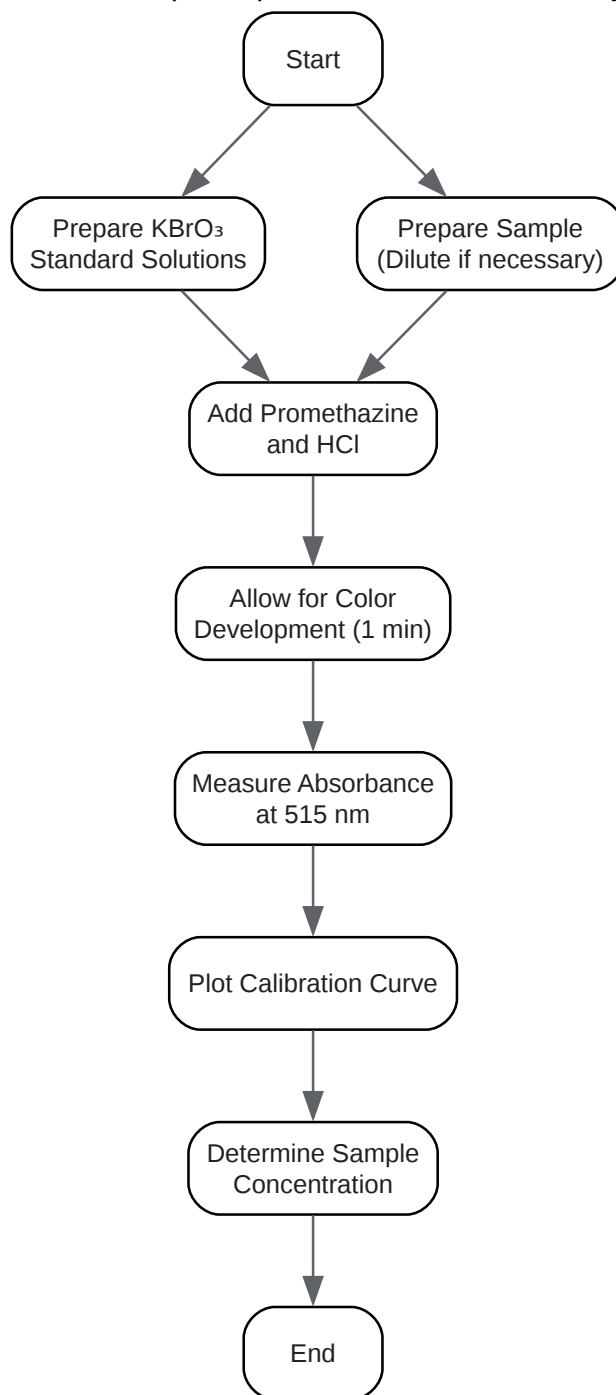 Start
Prepare KBrO₃
Standard Solutions
Prepare Sample
(Dilute if necessary)
Add Promethazine
and HCl
Allow for Color
Development (1 min)
Measure Absorbance
at 515 nm
Plot Calibration Curve
Determine Sample
Concentration
End